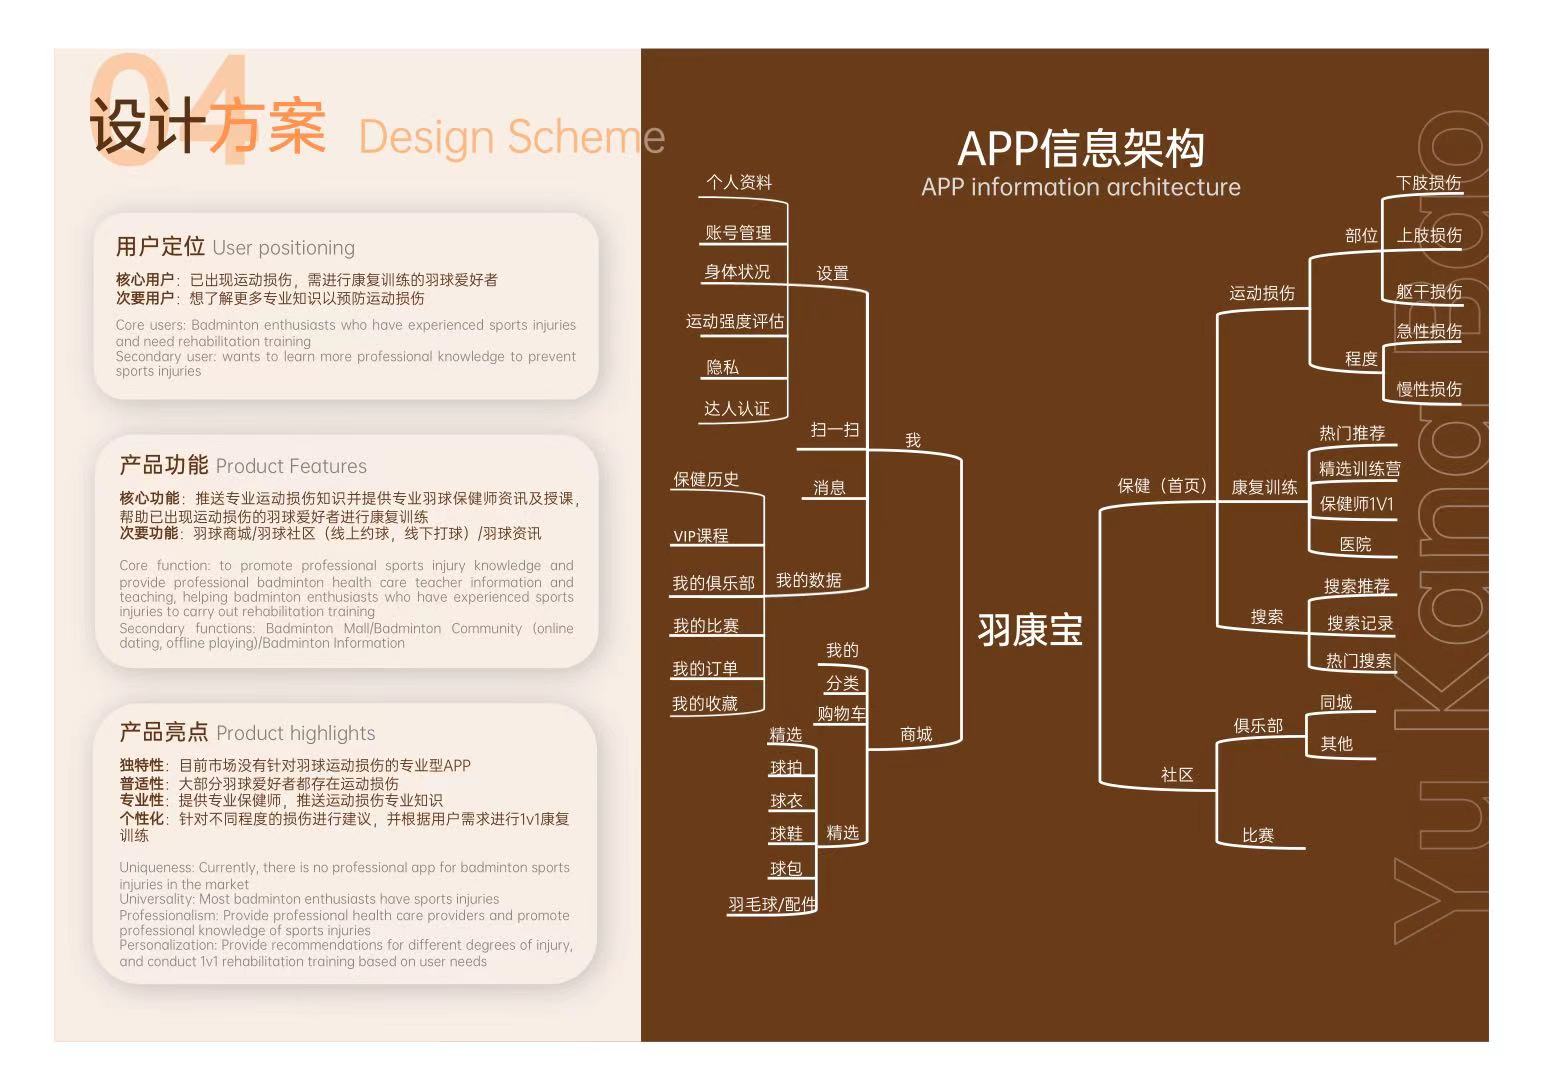 04
设计方案 Design Scheme
用户定位 User positioning
核心用户：已出现运动损伤，需进行康复训练的羽球爱好者
次要用户：想了解更多专业知识以预防运动损伤
Core users: Badminton enthusiasts who have experienced sports injuries
and need rehabilitation training
Secondary user: wants to learn more professional knowledge to prevent
sports injuries
产品功能 Product Features
核心功能：推送专业运动损伤知识并提供专业羽球保健师资讯及授课，
帮助已出现运动损伤的羽球爱好者进行康复训练
次要功能：羽球商城/羽球社区（线上约球，线下打球）/羽球资讯
Core function: to promote professional sports injury knowledge and
provide professional badminton health care teacher information and
teaching, helping badminton enthusiasts who have experienced sports
injuries to carry out rehabilitation training
Secondary functions: Badminton Mall/Badminton Community (online
dating, offline playing)/Badminton Information
产品亮点 Product highlights
独特性：目前市场没有针对羽球运动损伤的专业型APP
普适性：大部分羽球爱好者都存在运动损伤
专业性：提供专业保健师，推送运动损伤专业知识
个性化：针对不同程度的损伤进行建议，并根据用户需求进行1v1康复
训练
Uniqueness: Currently, there is no professional app for badminton sports
injuries in the market
Universality: Most badminton enthusiasts have sports injuries
Professionalism: Provide professional health care providers and promote
professional knowledge of sports injuries
Personalization: Provide recommendations for different degrees of injury,
and conduct 1v1 rehabilitation training based on user needs
APP信息架构
APP information architecture
个人资料
账号管理
身体状况
运动强度评估
隐私
达人认证
设置
扫一扫
消息
我
保健历史
VIP课程
我的俱乐部
我的比赛
我的订单
我的收藏
我的数据
我的
分类
购物车
商城
精选
球拍
球衣
球鞋
球包
羽毛球/配件
精选
羽康宝
保健（首页）
运动损伤
部位
下肢损伤
上肢损伤
躯干损伤
程度
急性损伤
慢性损伤
康复训练
热门推荐
精选训练营
保健师1V1
医院
搜索
搜索推荐
搜索记录
热门搜索
社区
俱乐部
同城
其他
比赛
Yu Kang Bao